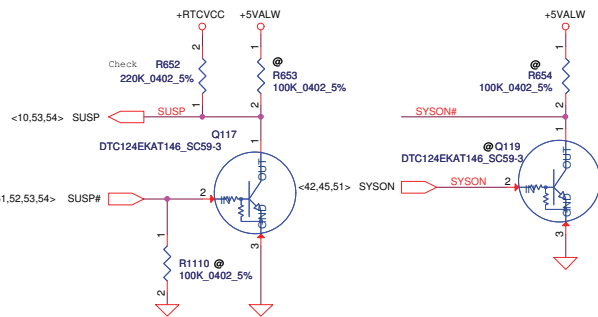 +RTCVCC
+5VALW
+5VALW
2
1
1
Check
R652
220K_0402_5%
@
R653
100K_0402_5%
@
R654
100K_0402_5%
1
2
2
<10,53,54>
SUSP
SUSP
SYSON#
Q117
DTC124EKAT146_SC59-3
1
OUT
@
Q119
DTC124EKAT146_SC59-3
1
OUT
51,52,53,54>
SUSP#
2
IN
<42,45,51>
SYSON
SYSON
2
IN
GND
GND
3
3
1
R1110
@
100K_0402_5%
2